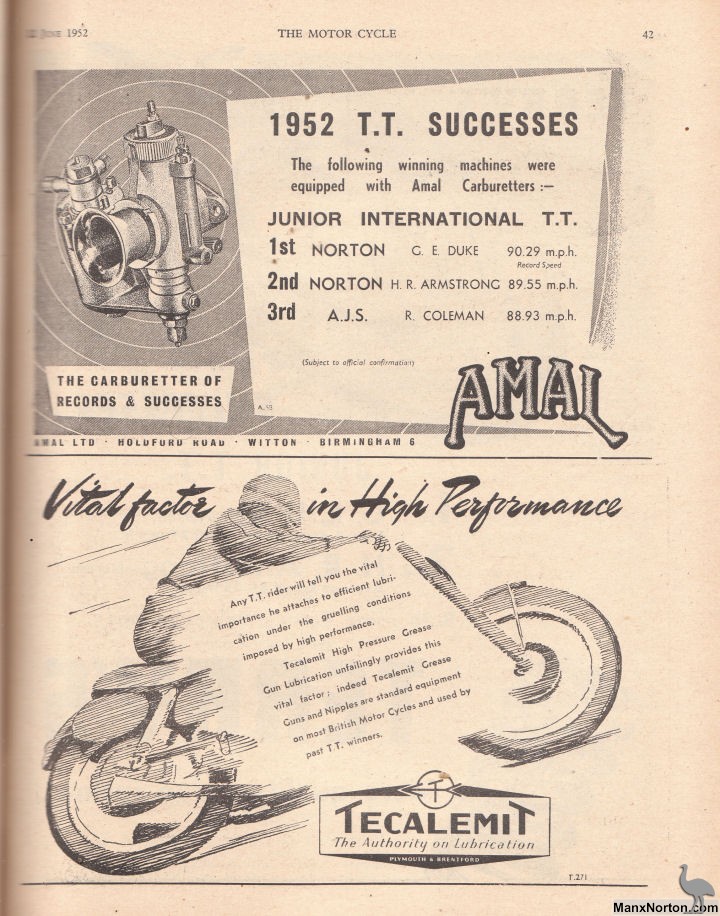 June 1952
THE MOTOR CYCLE
42
1952 T.T. SUCCESSES
The following winning machines were
equipped with Amal Carburetters :—
JUNIOR INTERNATIONAL T.T.
1st NORTON G. E. DUKE 90.29 m.p.h.
Record Speed
2nd NORTON H. R. ARMSTRONG 89.55 m.p.h.
3rd A.J.S. R. COLEMAN 88.93 m.p.h.
(Subject to official confirmation)
THE CARBURETTER OF
RECORDS & SUCCESSES
AMAL
AMAL LTD · HOLDFORD ROAD · WITTON · BIRMINGHAM 6
Vital factor in High Performance
Any T.T. rider will tell you the vital
importance he attaches to efficient lubri-
cation under the gruelling conditions
imposed by high performance.
Tecalemit High Pressure Grease
Gun Lubrication unfailingly provides this
vital factor; indeed Tecalemit Grease
Guns and Nipples are standard equipment
on most British Motor Cycles and used by
past T.T. winners.
T
TECALEMIT
The Authority on Lubrication
PLYMOUTH & BRENTFORD
T.271
ManxNorton.com